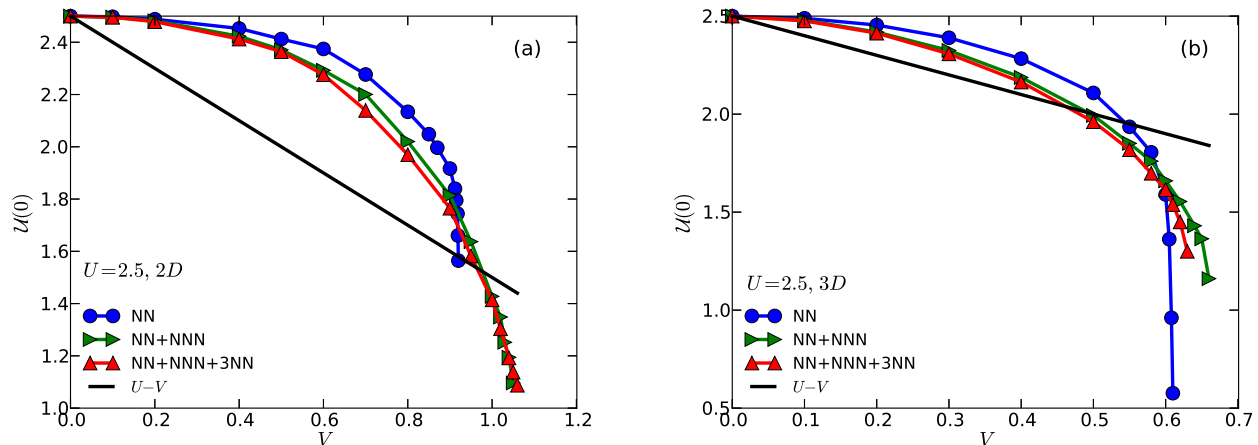 2.4
2.2
2.0
1.8
1.6
1.4
1.2
1.0
0.0
0.2
0.4
0.6
0.8
1.0
1.2
𝒰(0)
V
(a)
U=2.5, 2D
NN
NN+NNN
NN+NNN+3NN
U−V
2.5
2.0
1.5
1.0
0.5
0.0
0.1
0.2
0.3
0.4
0.5
0.6
0.7
𝒰(0)
V
(b)
U=2.5, 3D
NN
NN+NNN
NN+NNN+3NN
U−V